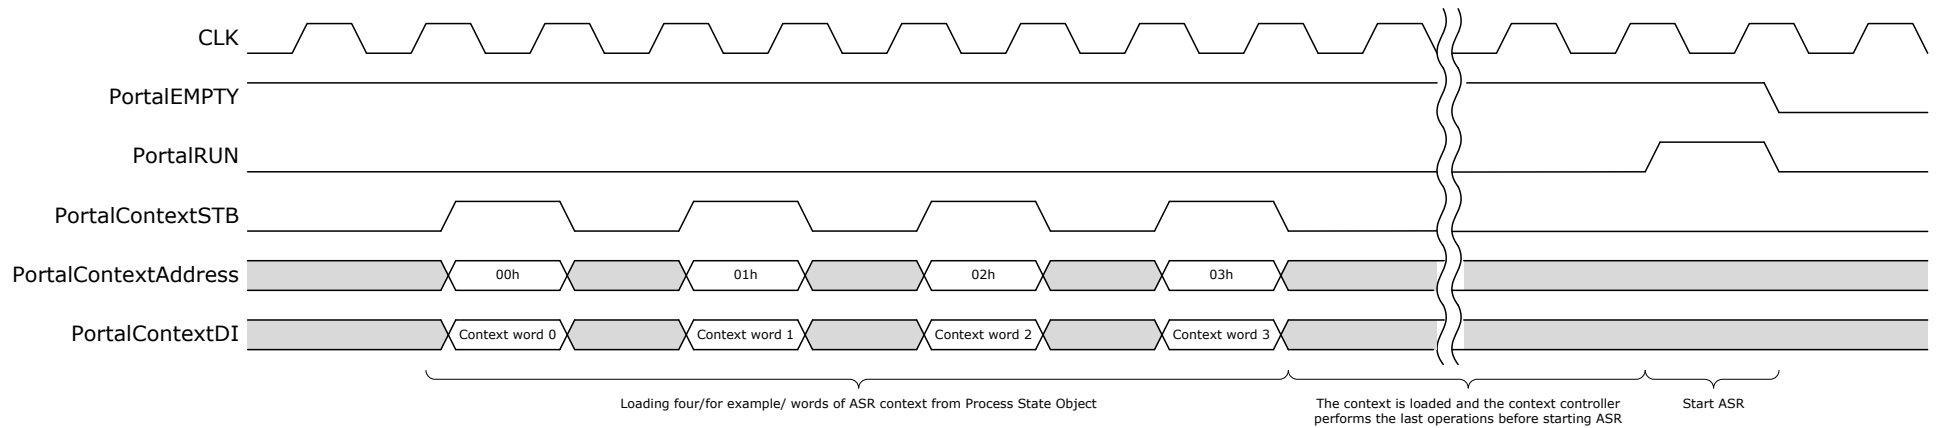 CLK
PortalEMPTY
PortalRUN
PortalContextSTB
PortalContextAddress
00h
01h
02h
03h
PortalContextDI
Context word 0
Context word 1
Context word 2
Context word 3
Loading four/for example/ words of ASR context from Process State Object
The context is loaded and the context controller
performs the last operations before starting ASR
Start ASR